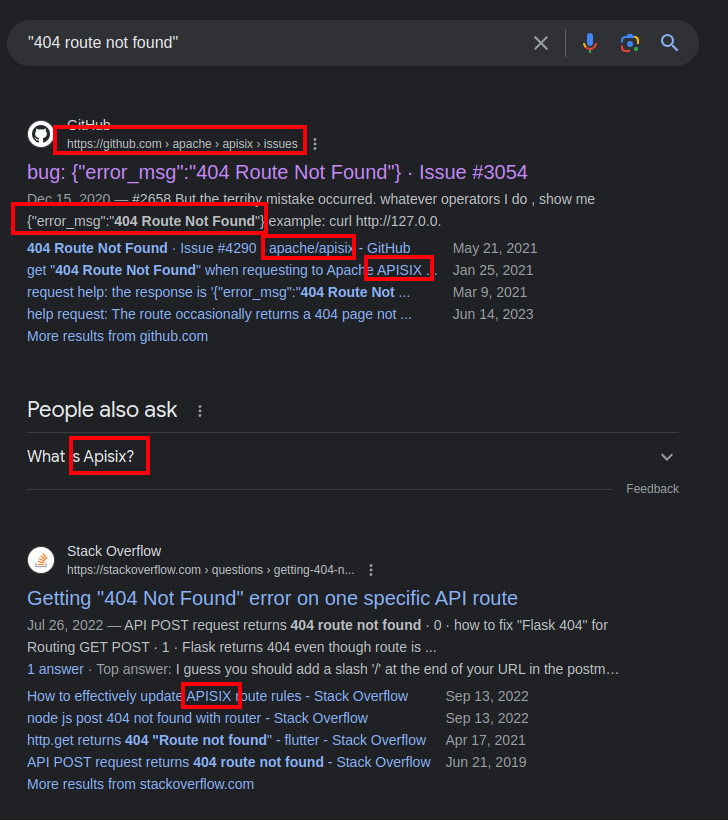 "404 route not found"
GitHub
https://github.com › apache › apisix › issues
bug: {"error_msg":"404 Route Not Found"} · Issue #3054
Dec 15, 2020 — #2658 But the terriby mistake occurred. whatever operators I do , show me
{"error_msg":"404 Route Not Found"} example: curl http://127.0.0.
404 Route Not Found · Issue #4290 · apache/apisix - GitHub May 21, 2021
get "404 Route Not Found" when requesting to Apache APISIX ... Jan 25, 2021
request help: the response is '{"error_msg":"404 Route Not ... Mar 9, 2021
help request: The route occasionally returns a 404 page not ... Jun 14, 2023
More results from github.com
People also ask
What is Apisix?
Feedback
Stack Overflow
https://stackoverflow.com › questions › getting-404-n...
Getting "404 Not Found" error on one specific API route
Jul 26, 2022 — API POST request returns 404 route not found · 0 · how to fix "Flask 404" for
Routing GET POST · 1 · Flask returns 404 even though route is ...
1 answer · Top answer: I guess you should add a slash '/' at the end of your URL in the postm…
How to effectively update APISIX route rules - Stack Overflow Sep 13, 2022
node js post 404 not found with router - Stack Overflow Sep 13, 2022
http.get returns 404 "Route not found" - flutter - Stack Overflow Apr 17, 2021
API POST request returns 404 route not found - Stack Overflow Jun 21, 2019
More results from stackoverflow.com